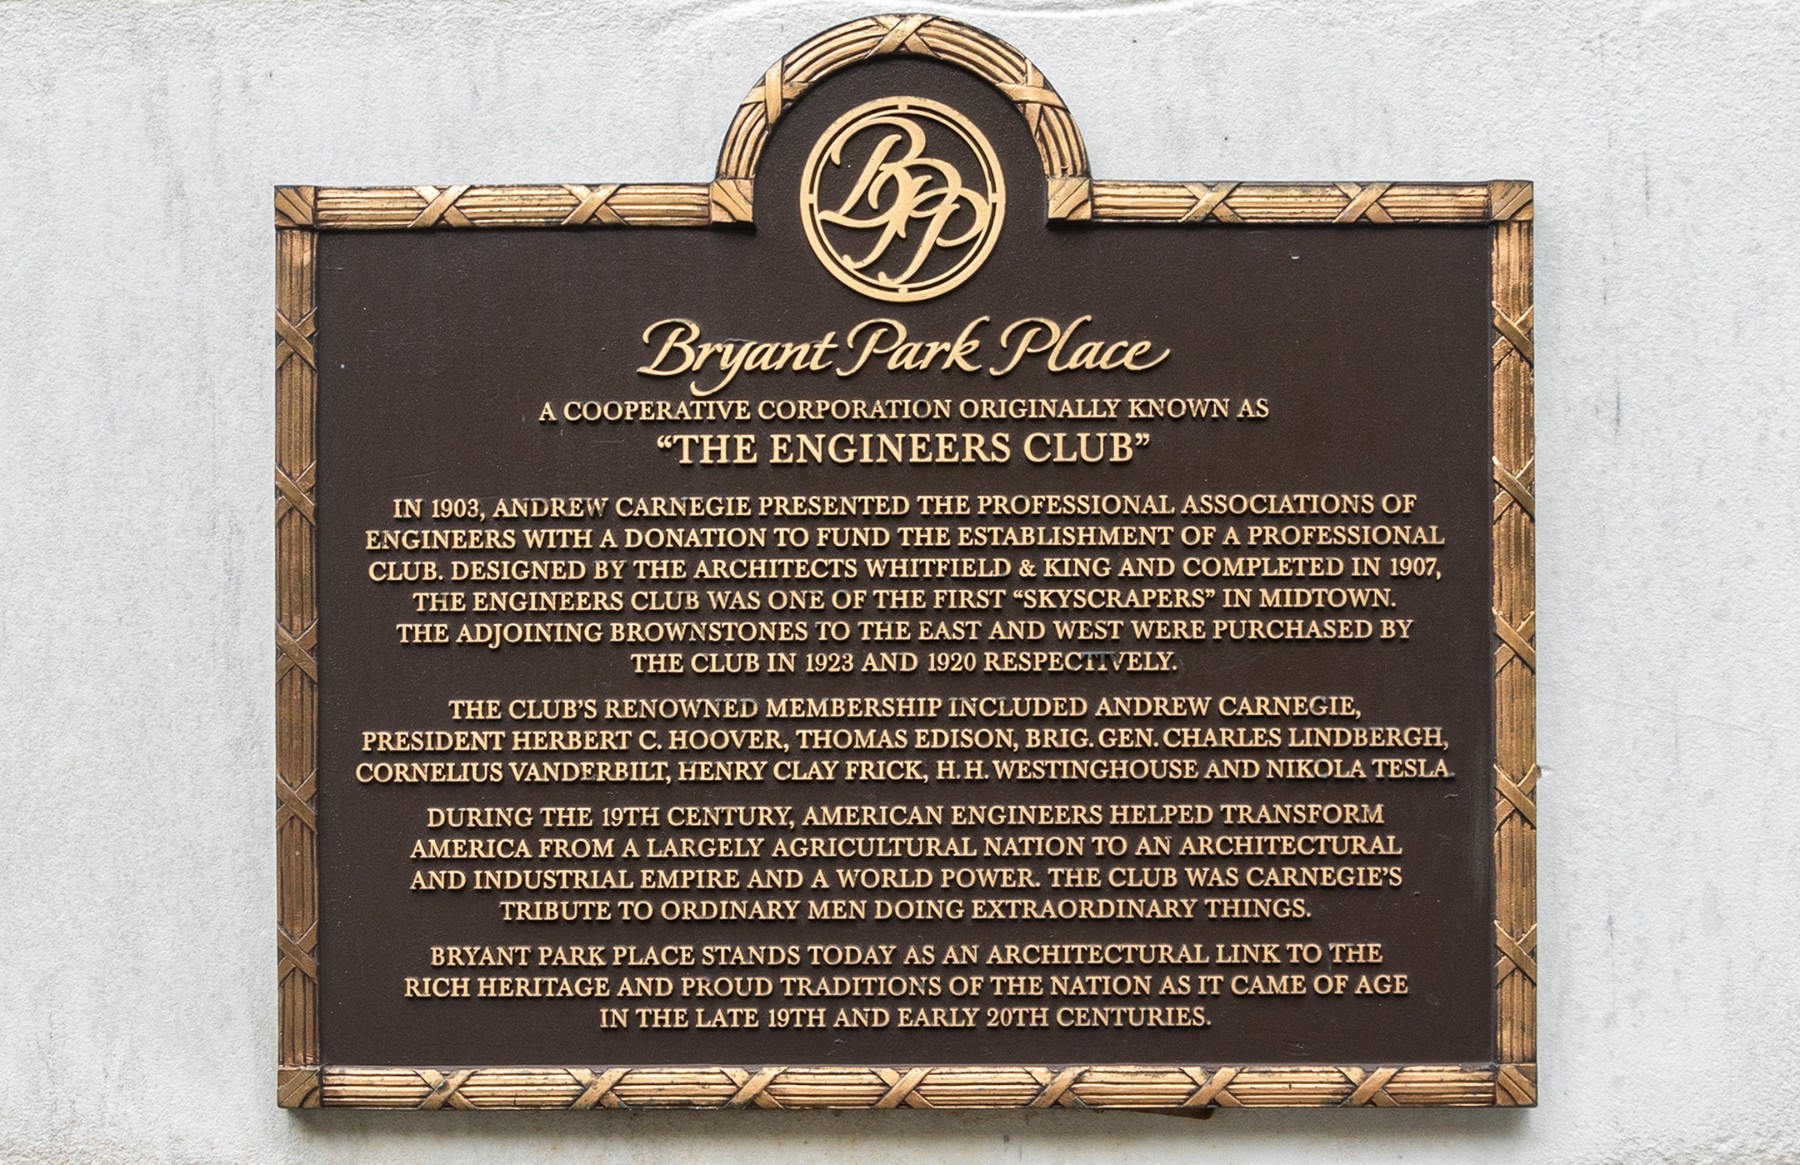 BPP
Bryant Park Place
A COOPERATIVE CORPORATION ORIGINALLY KNOWN AS
“THE ENGINEERS CLUB”
IN 1903, ANDREW CARNEGIE PRESENTED THE PROFESSIONAL ASSOCIATIONS OF
ENGINEERS WITH A DONATION TO FUND THE ESTABLISHMENT OF A PROFESSIONAL
CLUB. DESIGNED BY THE ARCHITECTS WHITFIELD & KING AND COMPLETED IN 1907,
THE ENGINEERS CLUB WAS ONE OF THE FIRST “SKYSCRAPERS” IN MIDTOWN.
THE ADJOINING BROWNSTONES TO THE EAST AND WEST WERE PURCHASED BY
THE CLUB IN 1923 AND 1920 RESPECTIVELY.
THE CLUB’S RENOWNED MEMBERSHIP INCLUDED ANDREW CARNEGIE,
PRESIDENT HERBERT C. HOOVER, THOMAS EDISON, BRIG. GEN. CHARLES LINDBERGH,
CORNELIUS VANDERBILT, HENRY CLAY FRICK, H.H. WESTINGHOUSE AND NIKOLA TESLA.
DURING THE 19TH CENTURY, AMERICAN ENGINEERS HELPED TRANSFORM
AMERICA FROM A LARGELY AGRICULTURAL NATION TO AN ARCHITECTURAL
AND INDUSTRIAL EMPIRE AND A WORLD POWER. THE CLUB WAS CARNEGIE’S
TRIBUTE TO ORDINARY MEN DOING EXTRAORDINARY THINGS.
BRYANT PARK PLACE STANDS TODAY AS AN ARCHITECTURAL LINK TO THE
RICH HERITAGE AND PROUD TRADITIONS OF THE NATION AS IT CAME OF AGE
IN THE LATE 19TH AND EARLY 20TH CENTURIES.